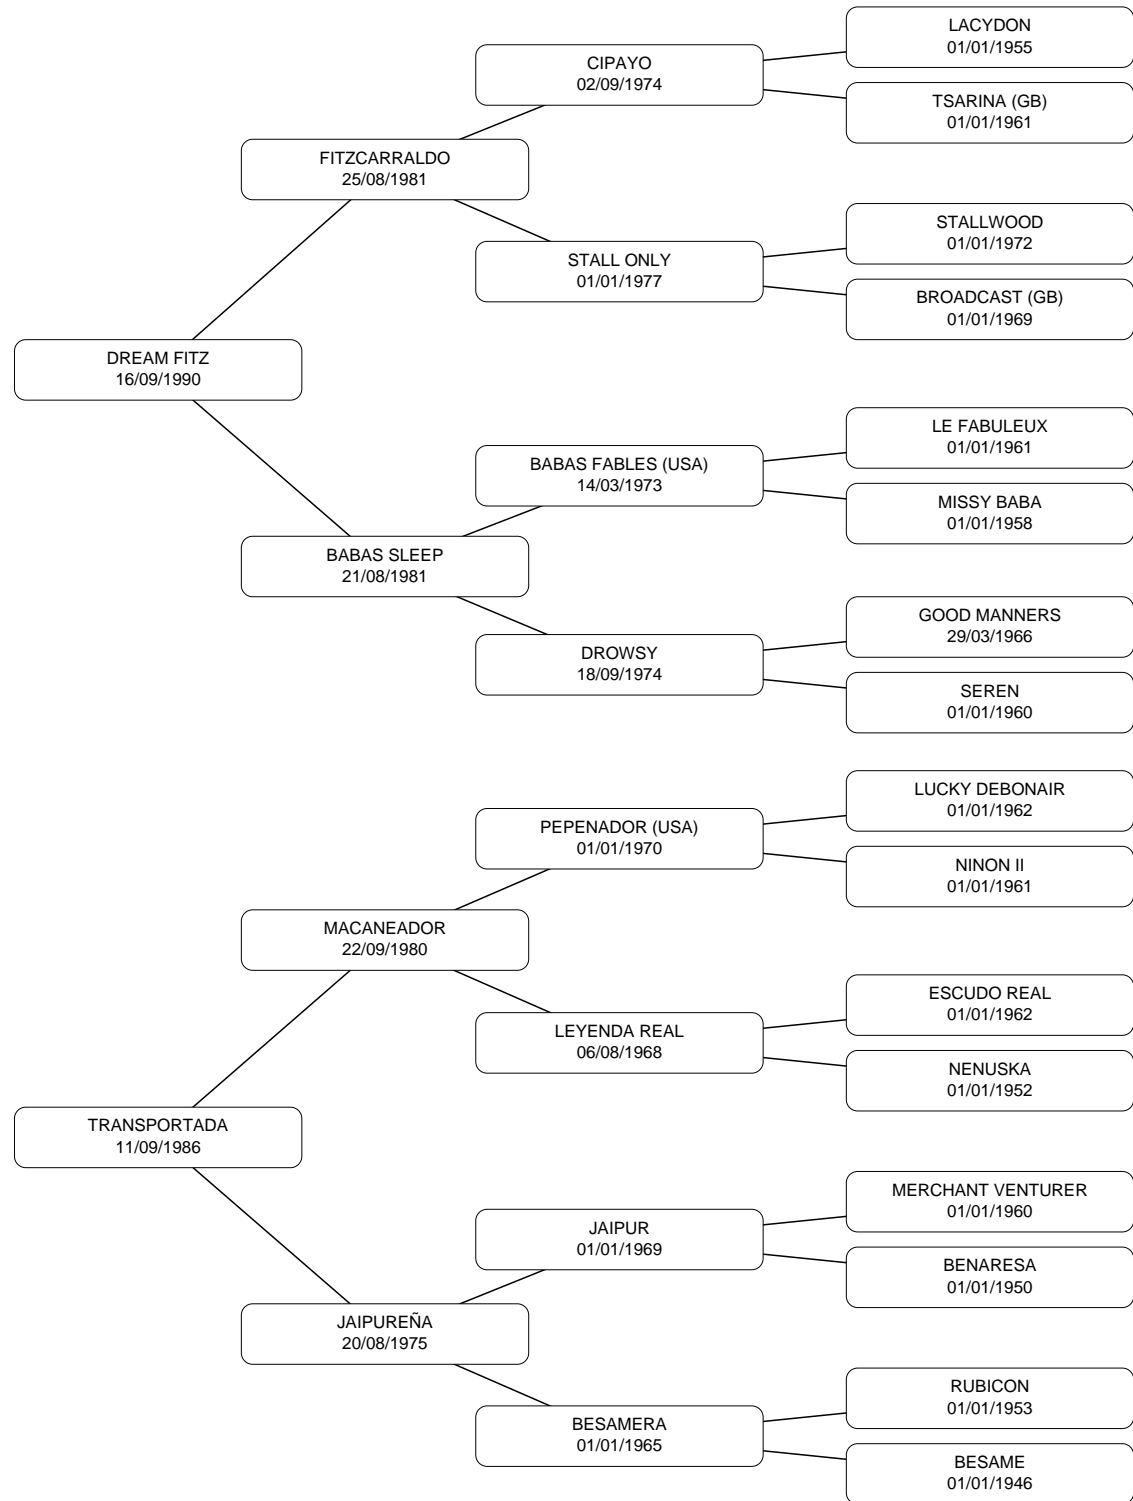 LACYDON
01/01/1955
CIPAYO
02/09/1974
TSARINA (GB)
01/01/1961
FITZCARRALDO
25/08/1981
STALLWOOD
01/01/1972
STALL ONLY
01/01/1977
BROADCAST (GB)
01/01/1969
DREAM FITZ
16/09/1990
LE FABULEUX
01/01/1961
BABAS FABLES (USA)
14/03/1973
MISSY BABA
01/01/1958
BABAS SLEEP
21/08/1981
GOOD MANNERS
29/03/1966
DROWSY
18/09/1974
SEREN
01/01/1960
LUCKY DEBONAIR
01/01/1962
PEPENADOR (USA)
01/01/1970
NINON II
01/01/1961
MACANEADOR
22/09/1980
ESCUDO REAL
01/01/1962
LEYENDA REAL
06/08/1968
NENUSKA
01/01/1952
TRANSPORTADA
11/09/1986
MERCHANT VENTURER
01/01/1960
JAIPUR
01/01/1969
BENARESA
01/01/1950
JAIPUREÑA
20/08/1975
RUBICON
01/01/1953
BESAMERA
01/01/1965
BESAME
01/01/1946